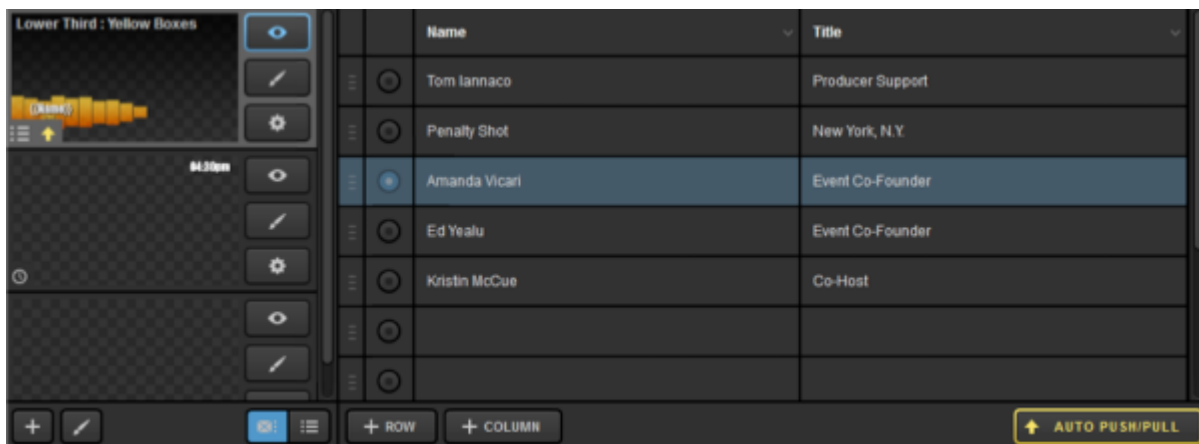 Lower Third : Yellow Boxes
Name
Title
Tom Iannaco
Producer Support
Penalty Shot
New York, N.Y.
Amanda Vicari
Event Co-Founder
Ed Yealu
Event Co-Founder
Kristin McCue
Co-Host
04:30pm
+ ROW
+ COLUMN
AUTO PUSH/PULL